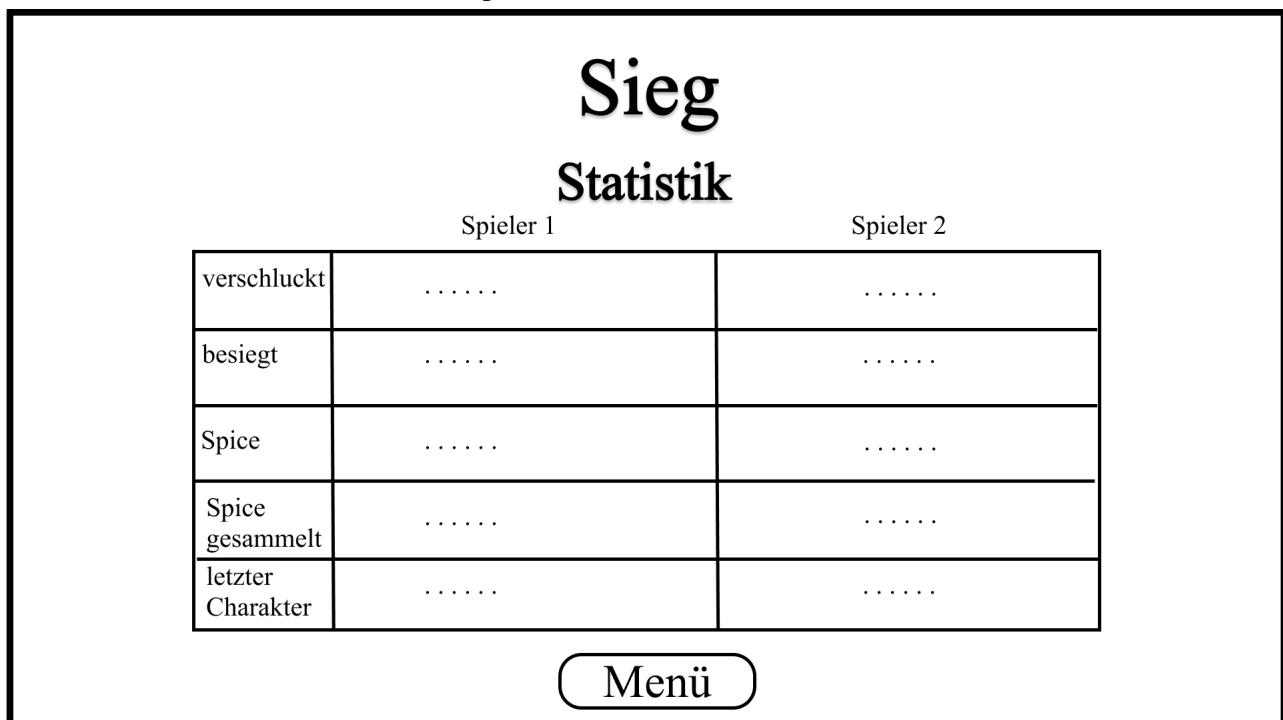 Sieg
Statistik
Spieler 1 Spieler 2
verschluckt ...... ......
besiegt ...... ......
Spice ...... ......
Spice
gesammelt ...... ......
letzter
Charakter ...... ......
Menü